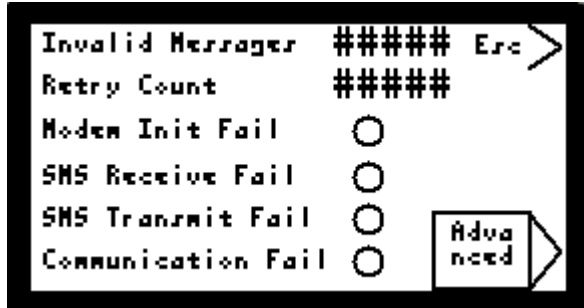 Invalid Messages ##### Esc
Retry Count #####
Modem Init Fail
SMS Receive Fail
SMS Transmit Fail
Communication Fail
Adva
nced